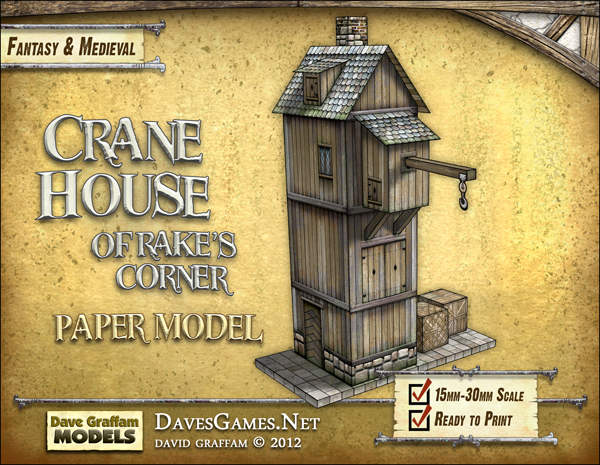 Fantasy & Medieval
Crane
House
of Rake's
Corner
Paper Model
15mm-30mm Scale
Ready to Print
Dave Graffam
MODELS
DavesGames.Net
david graffam © 2012